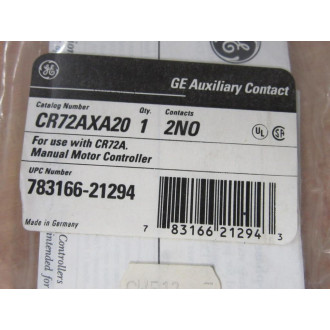 GE Auxiliary Contact
Catalog Number Qty. Contacts
CR72AXA20 1 2NO
For use with CR72A.
Manual Motor Controller
UPC Number
783166-21294
Made in Germany
7 83166 21294 3
Controllers
intended for